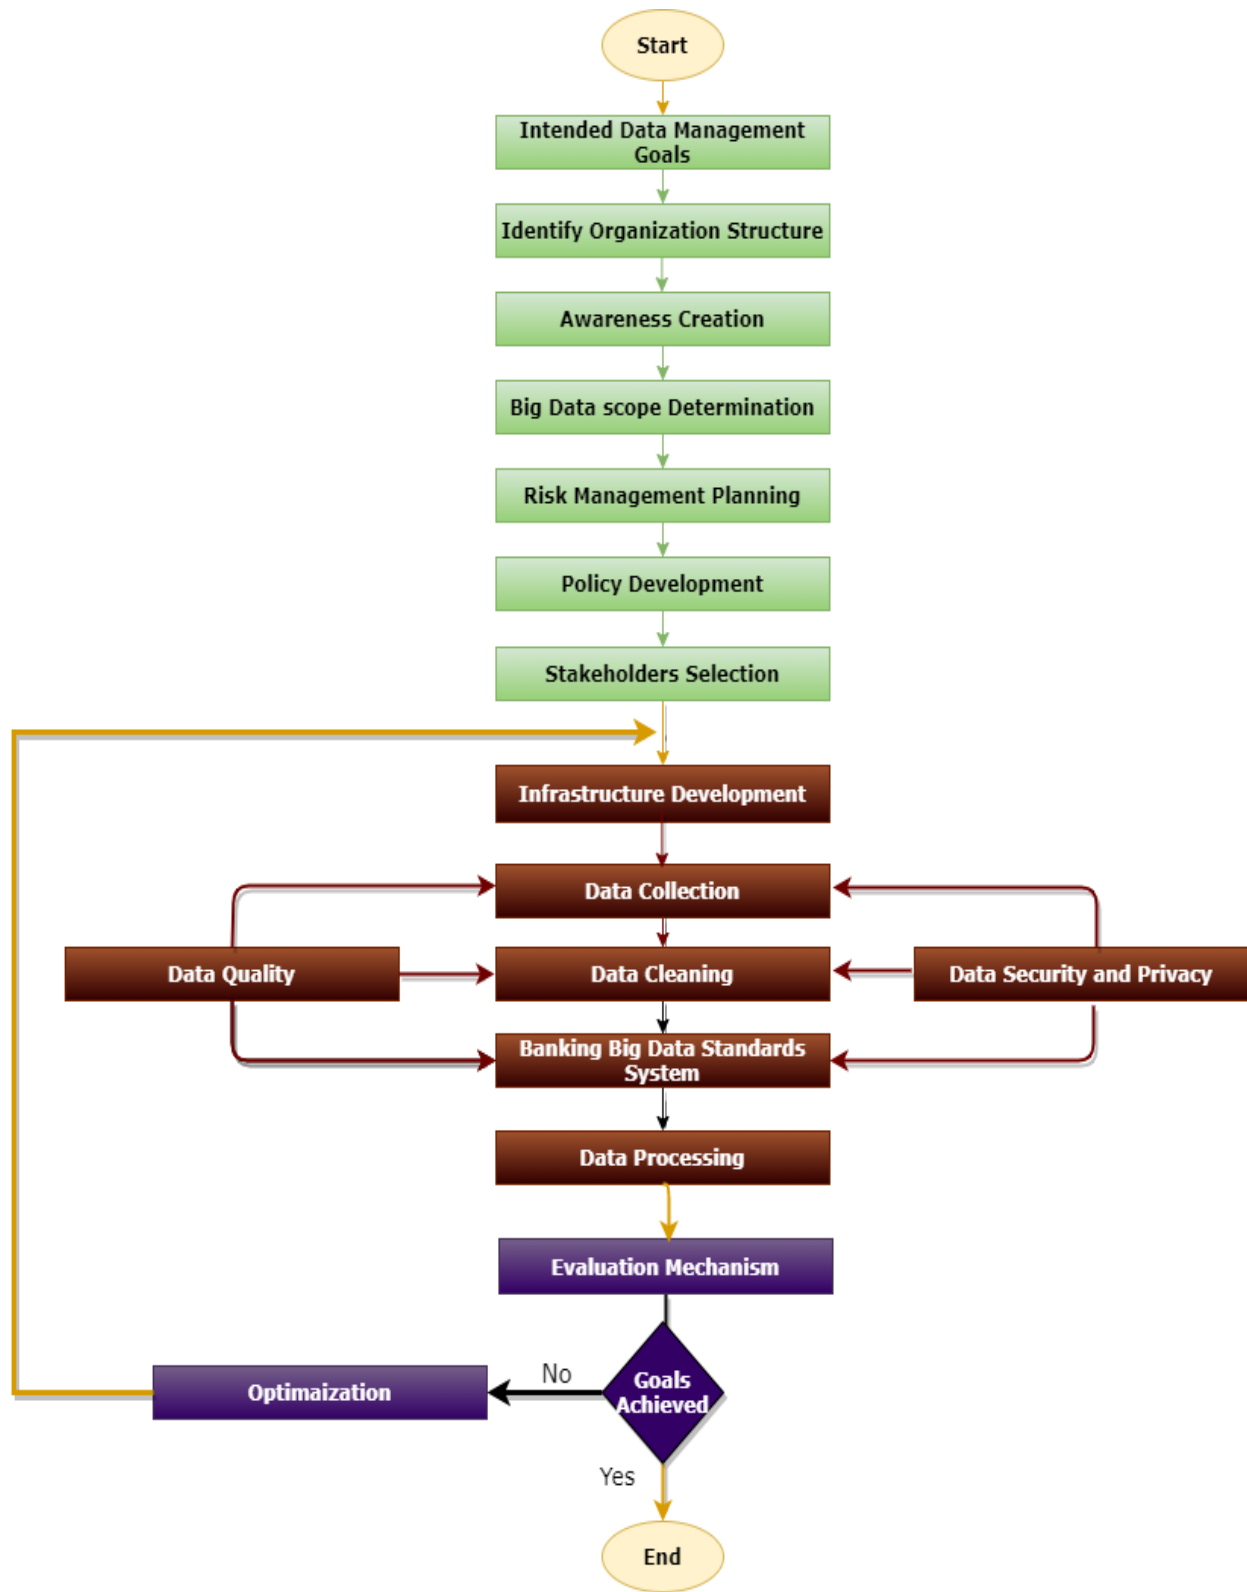 Start
Intended Data Management
Goals
Identify Organization Structure
Awareness Creation
Big Data scope Determination
Risk Management Planning
Policy Development
Stakeholders Selection
Infrastructure Development
Data Collection
Data Quality
Data Cleaning
Data Security and Privacy
Banking Big Data Standards
System
Data Processing
Evaluation Mechanism
Goals
Achieved
No
Optimaization
Yes
End